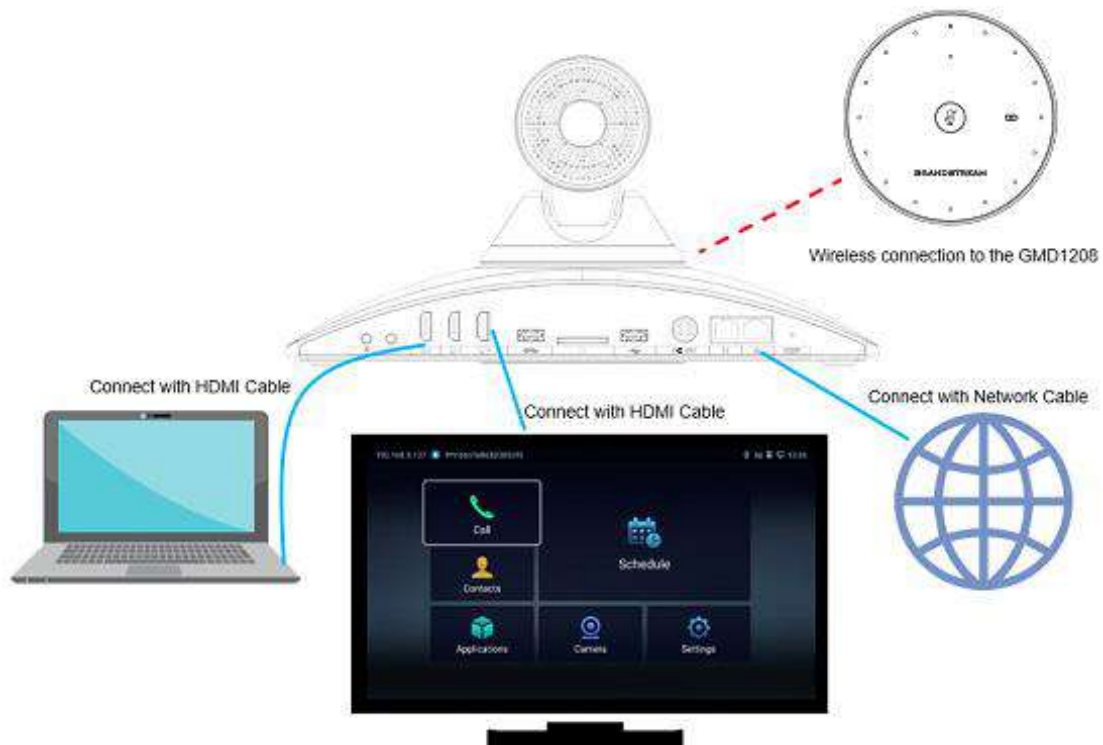 GRANDSTREAM
Wireless connection to the GMD1208
Connect with HDMI Cable
Connect with HDMI Cable
Connect with Network Cable
Call
Schedule
Contacts
Applications
Camera
Settings